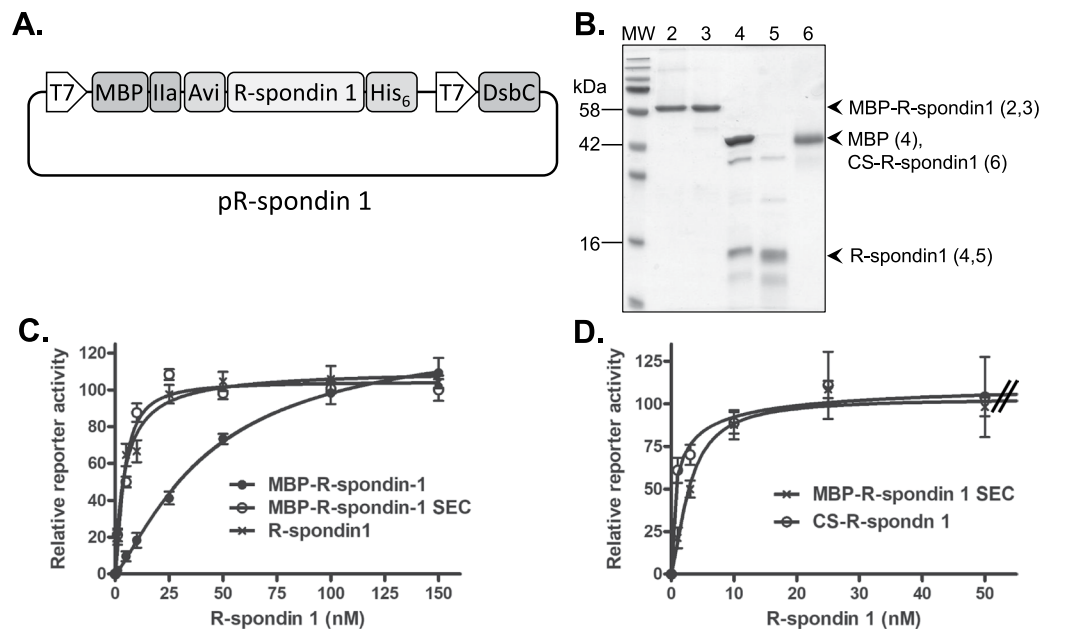 A.
T7 MBP IIa Avi R-spondin 1 His6 T7 DsbC
pR-spondin 1
B.
MW 2 3 4 5 6
kDa
58
42
16
MBP-R-spondin1 (2,3)
MBP (4),
CS-R-spondin1 (6)
R-spondin1 (4,5)
C.
Relative reporter activity
120
100
80
60
40
20
0
0 25 50 75 100 125 150
R-spondin 1 (nM)
MBP-R-spondin-1
MBP-R-spondin-1 SEC
R-spondin1
D.
Relative reporter activity
125
100
75
50
25
0
0 10 20 30 40 50
R-spondin 1 (nM)
MBP-R-spondin 1 SEC
CS-R-spondn 1